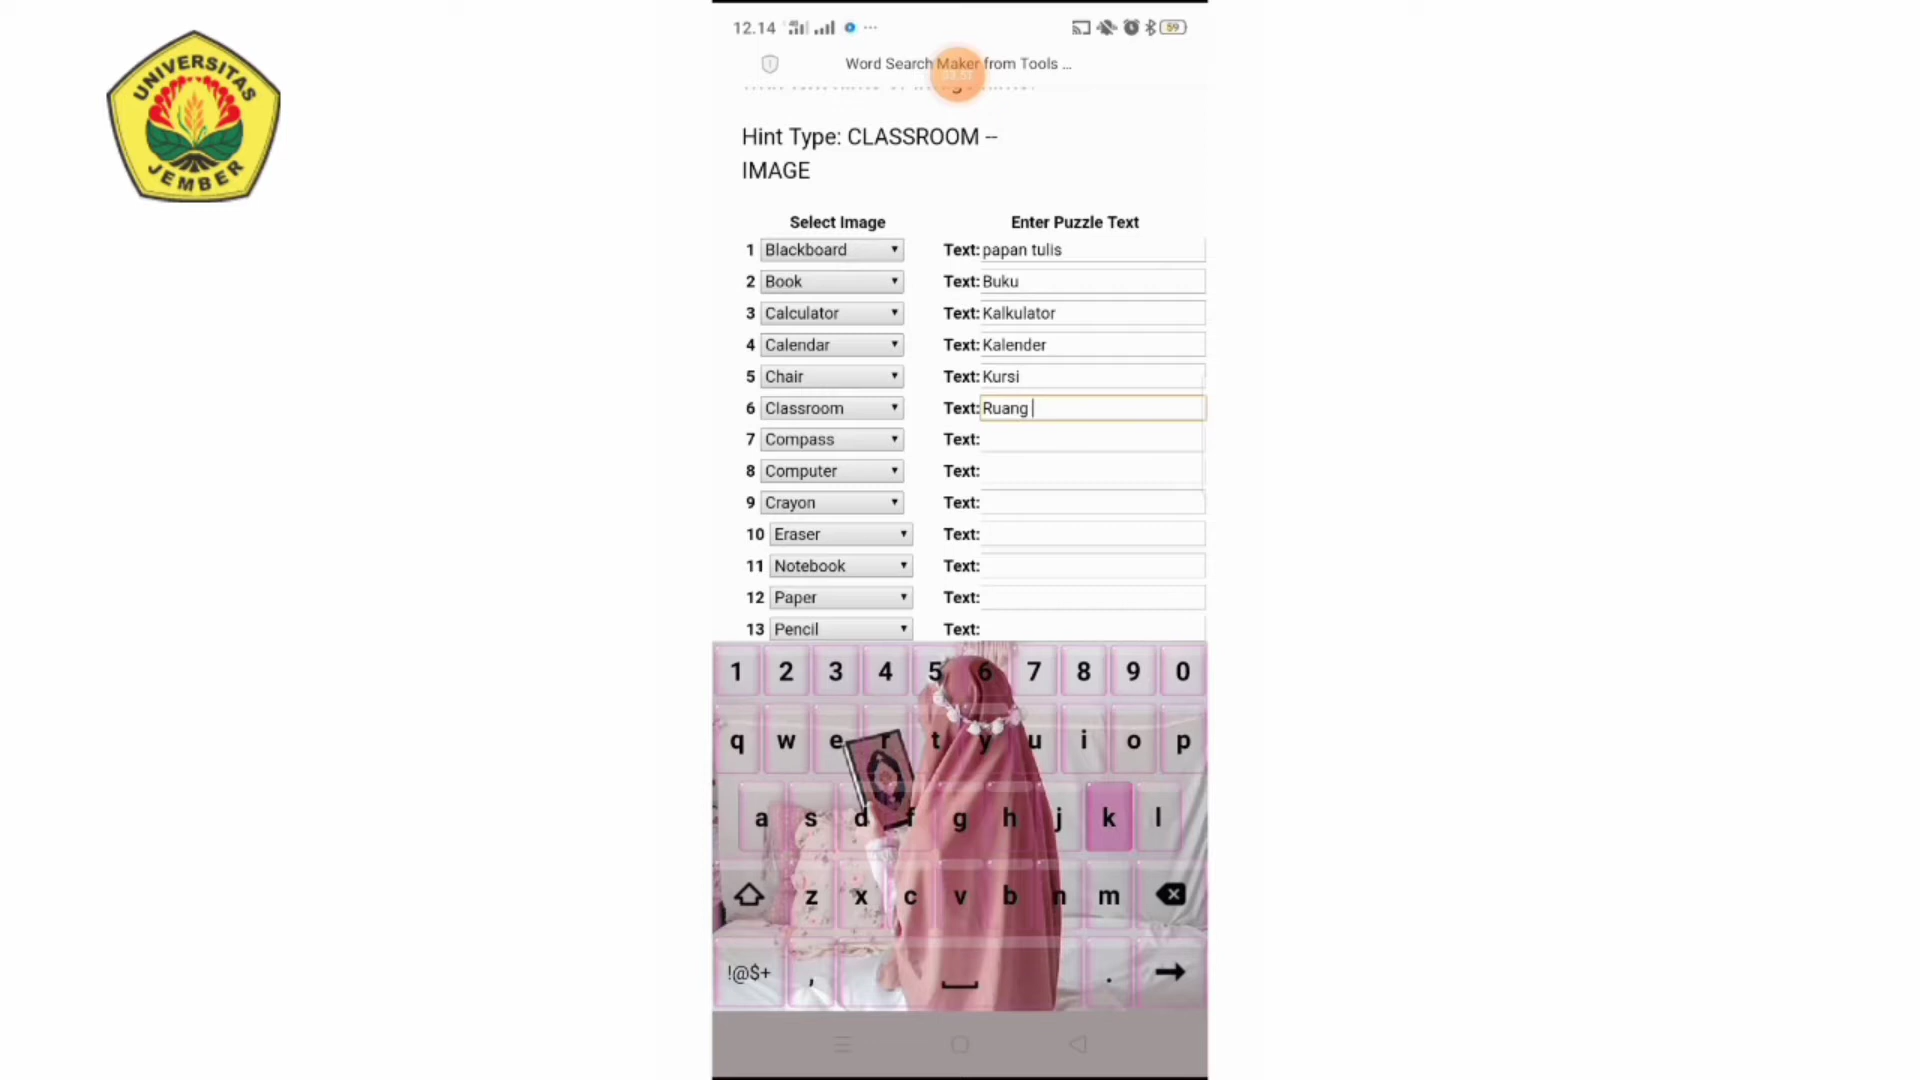 UNIVERSITAS
JEMBER
12.14
59
Word Search Maker from Tools ...
Hint Type: CLASSROOM --
IMAGE
Select Image Enter Puzzle Text
1 Blackboard Text: papan tulis
2 Book Text: Buku
3 Calculator Text: Kalkulator
4 Calendar Text: Kalender
5 Chair Text: Kursi
6 Classroom Text: Ruang
7 Compass Text:
8 Computer Text:
9 Crayon Text:
10 Eraser Text:
11 Notebook Text:
12 Paper Text:
13 Pencil Text:
1 2 3 4 5 6 7 8 9 0
q w e r t y u i o p
a s d f g h j k l
z x c v b n m
!@$+ , .